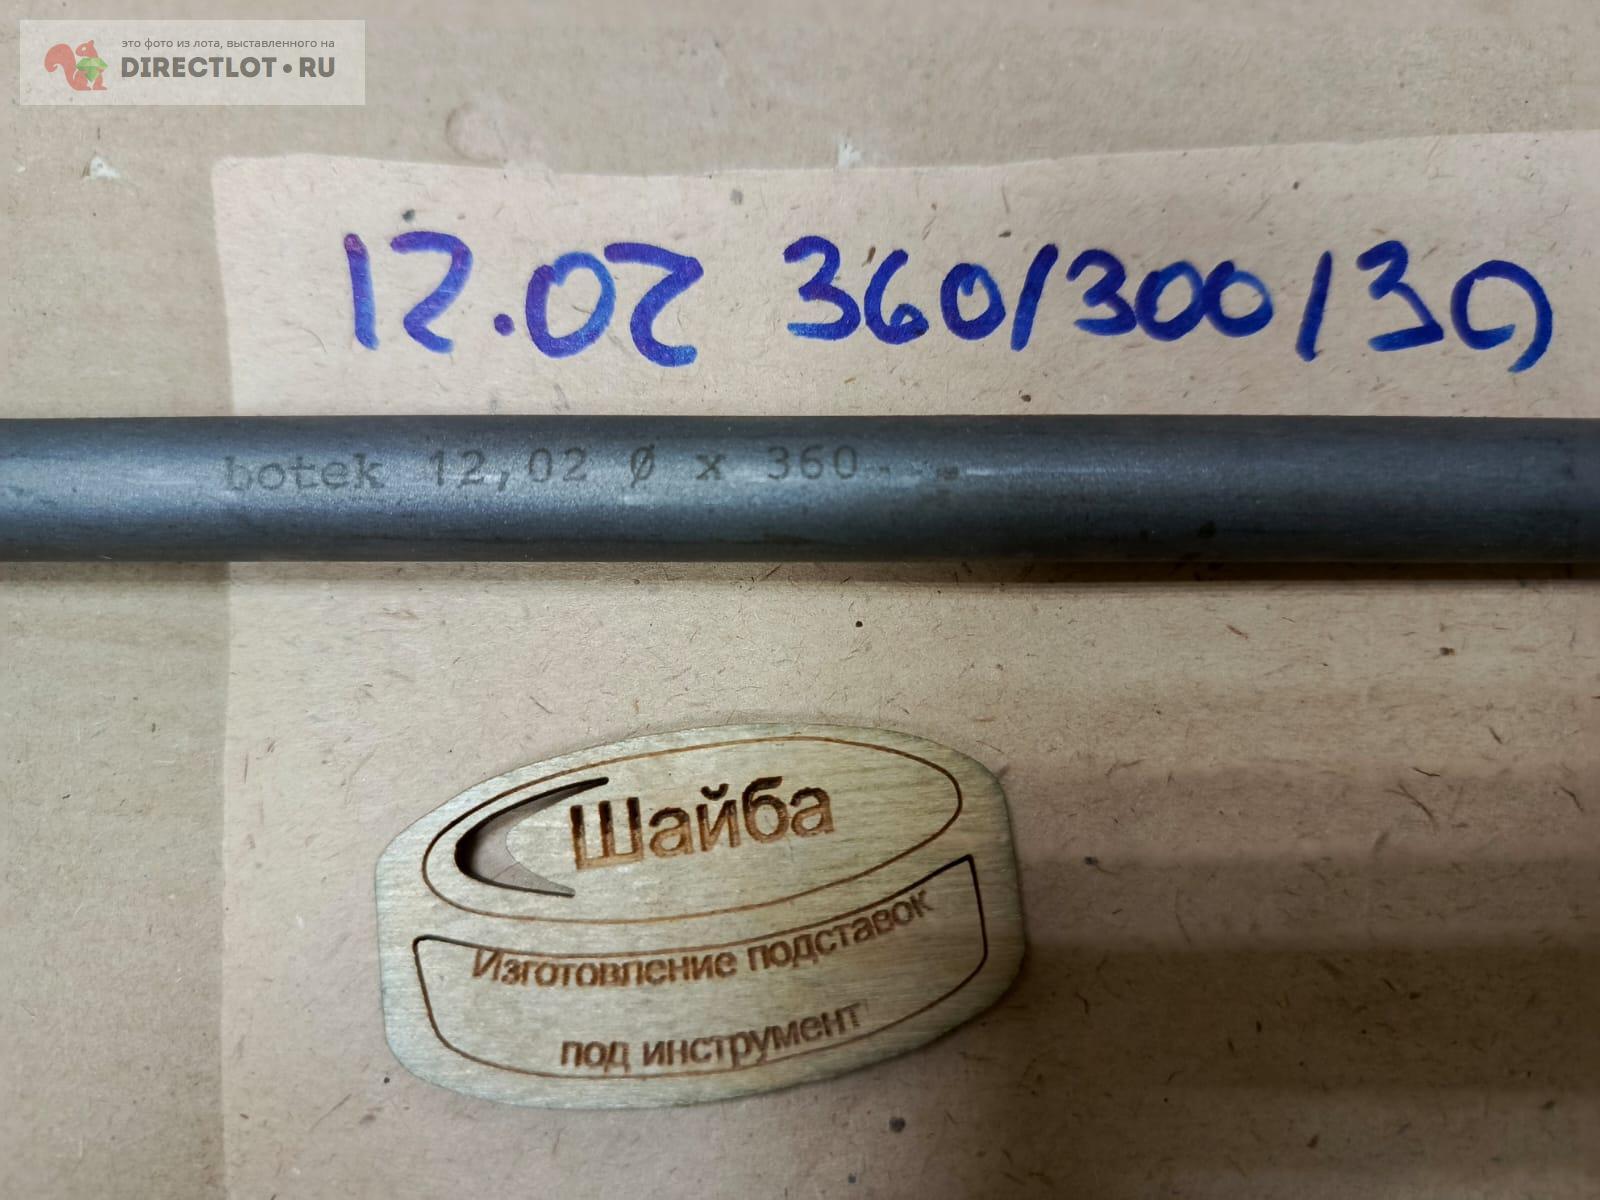 это фото из лота, выставленного на
DIRECTLOT•RU
12.02 360/300/30
botek 12,02 Ø x 360
Шайба
Изготовление подставок
под инструмент